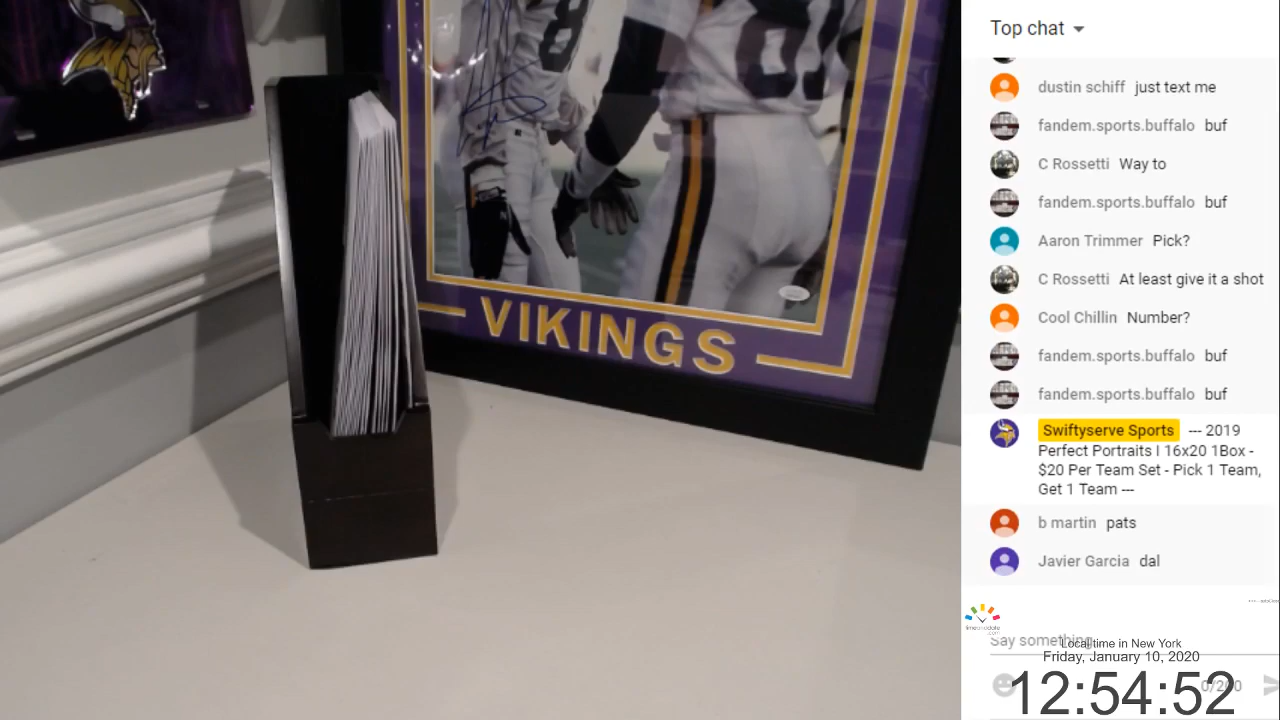 8
VIKINGS
Top chat
dustin schiff just text me
fandem.sports.buffalo buf
C Rossetti Way to
fandem.sports.buffalo buf
Aaron Trimmer Pick?
C Rossetti At least give it a shot
Cool Chillin Number?
fandem.sports.buffalo buf
fandem.sports.buffalo buf
Swiftyserve Sports --- 2019
Perfect Portraits I 16x20 1Box -
$20 Per Team Set - Pick 1 Team,
Get 1 Team ---
b martin pats
Javier Garcia dal
Say something...
Local time in New York
Friday, January 10, 2020
0/200
12:54:52